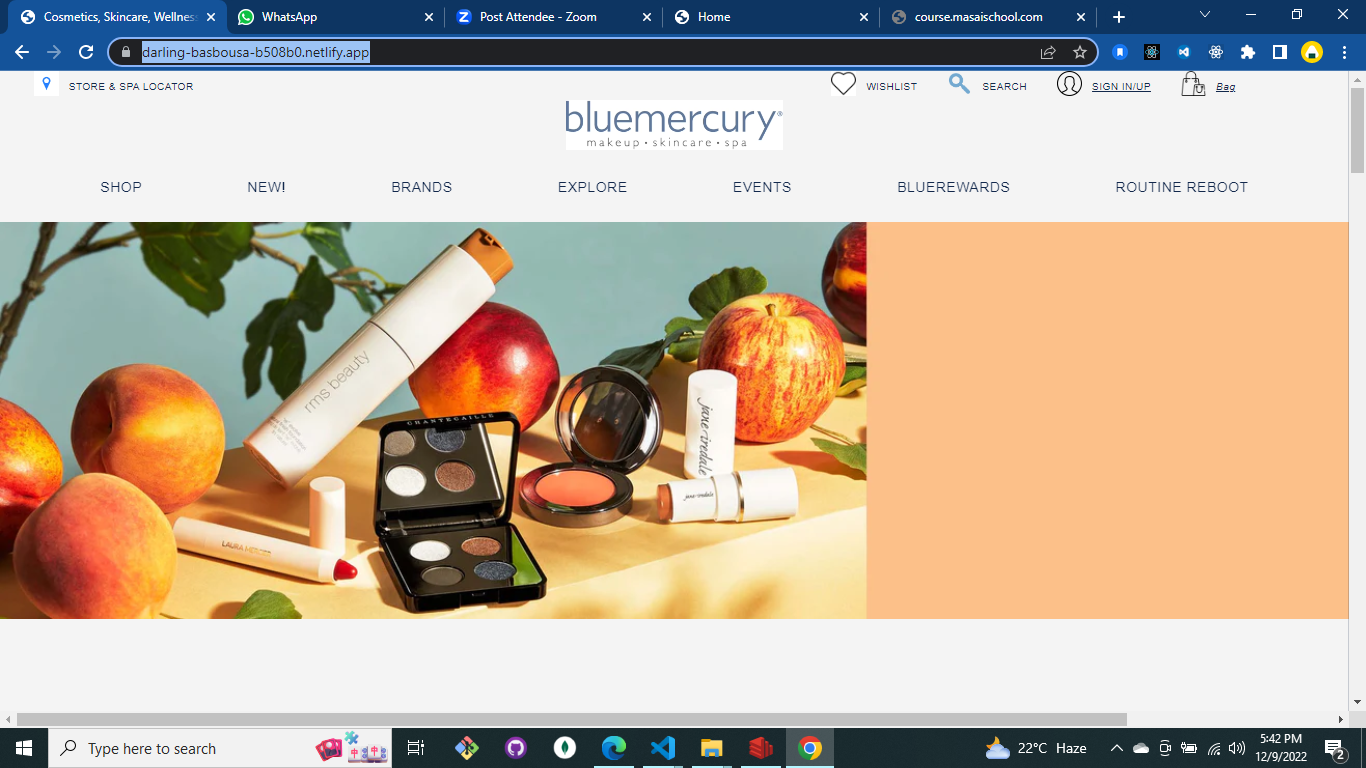 Cosmetics, Skincare, Wellnes
WhatsApp
Post Attendee - Zoom
Home
course.masaischool.com
darling-basbousa-b508b0.netlify.app
STORE & SPA LOCATOR
WISHLIST
SEARCH
SIGN IN/UP
Bag
bluemercury®
makeup · skincare · spa
SHOP
NEW!
BRANDS
EXPLORE
EVENTS
BLUEREWARDS
ROUTINE REBOOT
rms beauty
CHANTECAILLE
jane iredale
jane iredale
LAURA MERCIER
Type here to search
22°C Haze
5:42 PM
12/9/2022
2